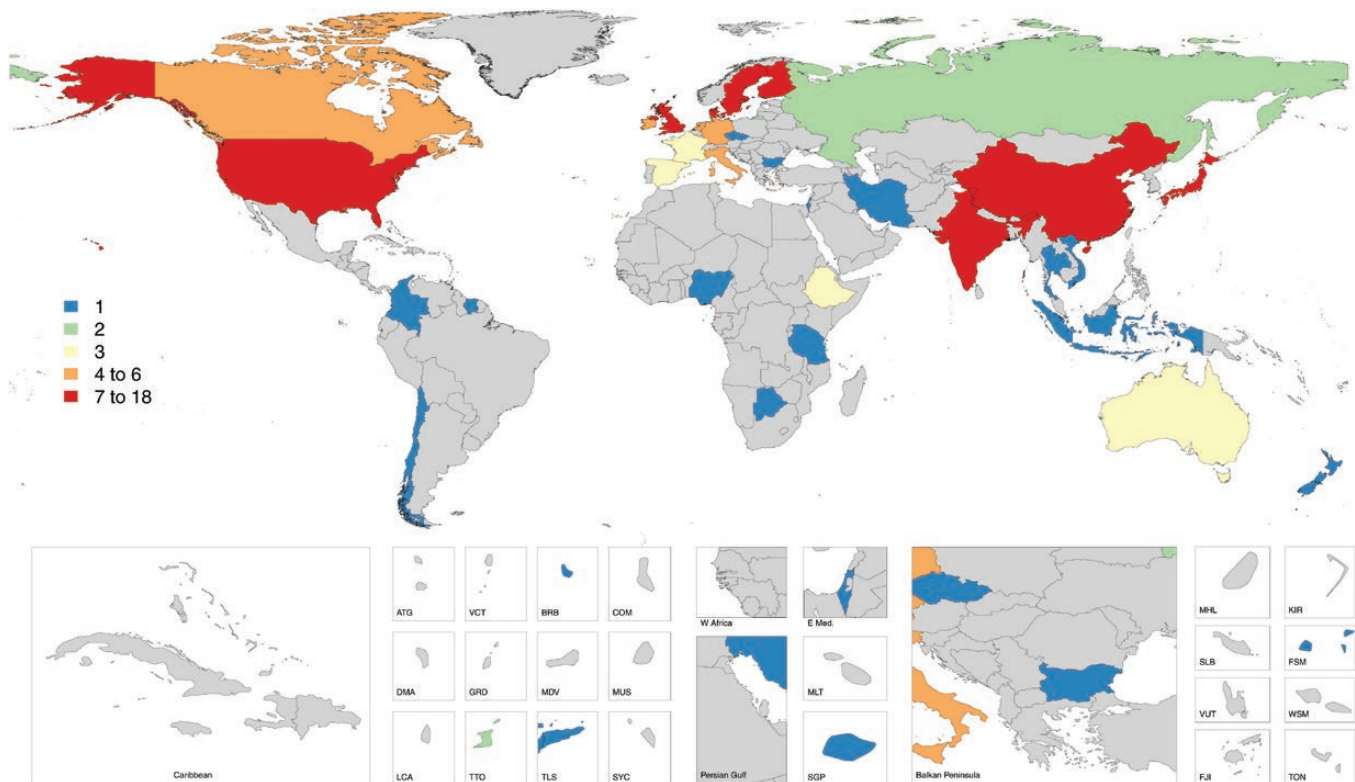 1
2
3
4 to 6
7 to 18
ATG
VCT
BRB
COM
W Africa
E Med.
MHL
KIR
DMA
GRD
MDV
MUS
MLT
SLB
FSM
VUT
WSM
Caribbean
LCA
TTO
TLS
SYC
Persian Gulf
SGP
Balkan Peninsula
FJI
TON